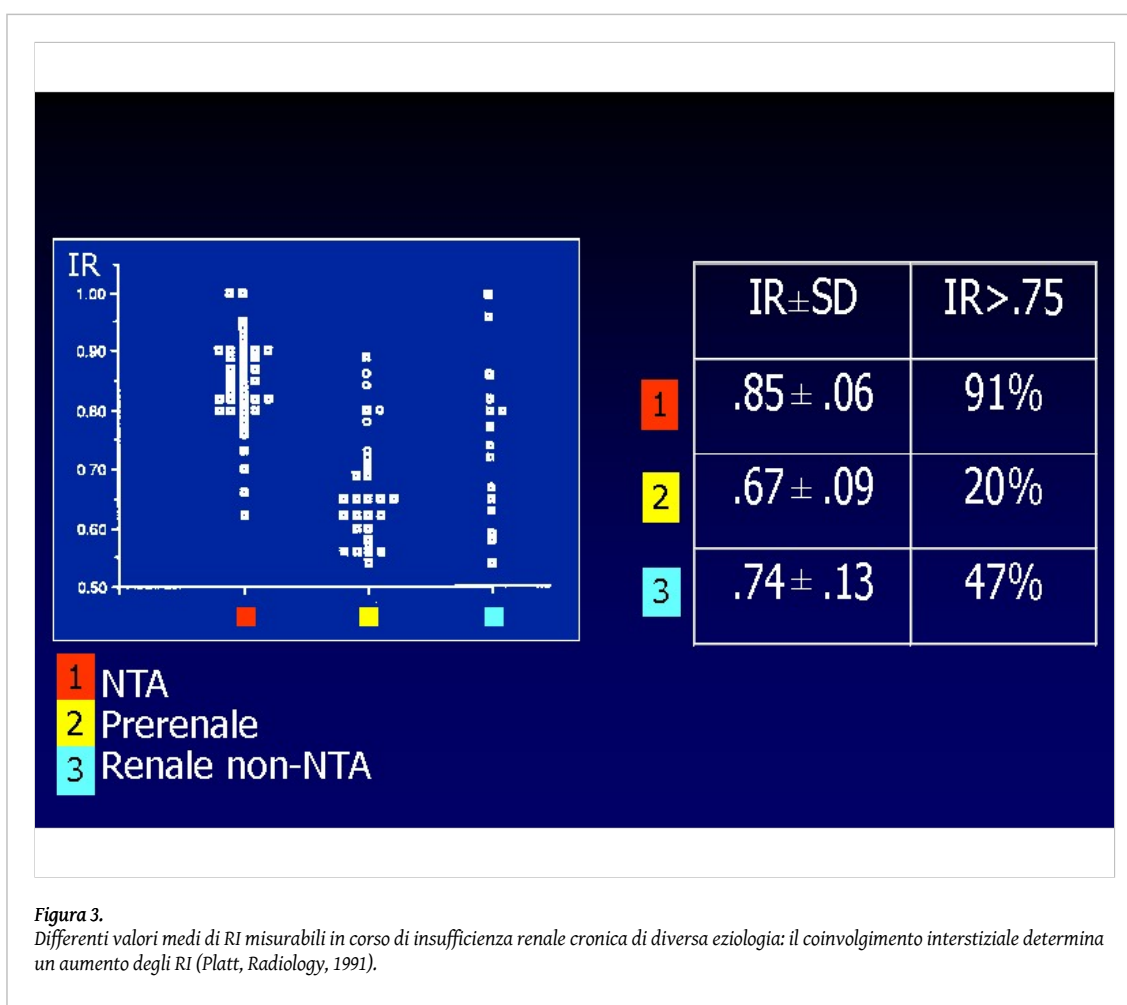 IR
1.00
0.90
0.80
0.70
0.60
0.50
IR±SD IR>.75
1 .85 ± .06 91%
2 .67 ± .09 20%
3 .74 ± .13 47%
1 NTA
2 Prerenale
3 Renale non-NTA
Figura 3.
Differenti valori medi di RI misurabili in corso di insufficienza renale cronica di diversa eziologia: il coinvolgimento interstiziale determina
un aumento degli RI (Platt, Radiology, 1991).